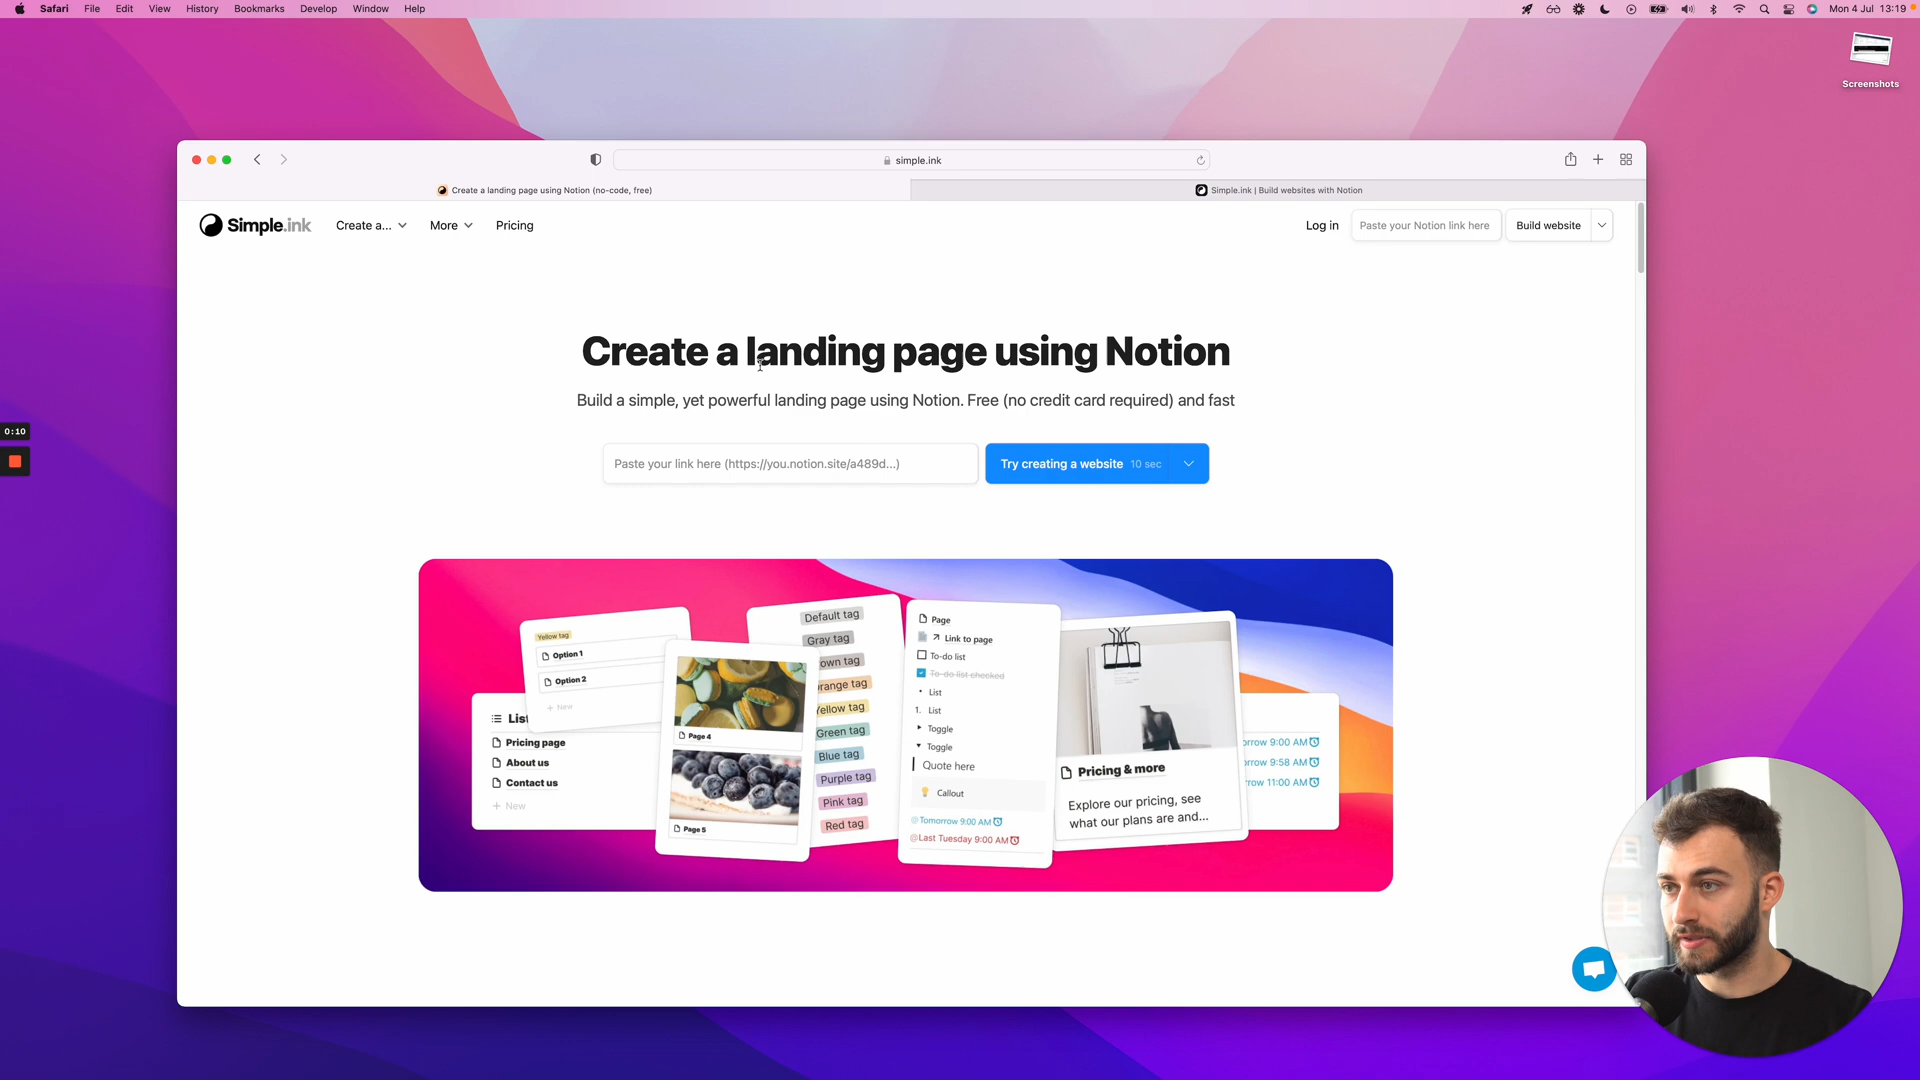 Safari File Edit View History Bookmarks Develop Window Help
Mon 4 Jul 13:19
Screenshots
simple.ink
Create a landing page using Notion (no-code, free)
Simple.ink | Build websites with Notion
Simple.ink
Create a...
More
Pricing
Log in
Paste your Notion link here
Build website
Create a landing page using Notion
Build a simple, yet powerful landing page using Notion. Free (no credit card required) and fast
0:10
Paste your link here (https://you.notion.site/a489d...)
Try creating a website 10 sec
Yellow tag
Option 1
Option 2
+ New
List
Pricing page
About us
Contact us
+ New
Page 4
Page 5
Default tag
Gray tag
own tag
range tag
Yellow tag
Green tag
Blue tag
Purple tag
Pink tag
Red tag
Page
Link to page
To-do list
To-do list checked
• List
1. List
Toggle
Toggle
Quote here
Callout
@Tomorrow 9:00 AM
@Last Tuesday 9:00 AM
Pricing & more
Explore our pricing, see
what our plans are and...
orrow 9:00 AM
rrow 9:58 AM
row 11:00 AM